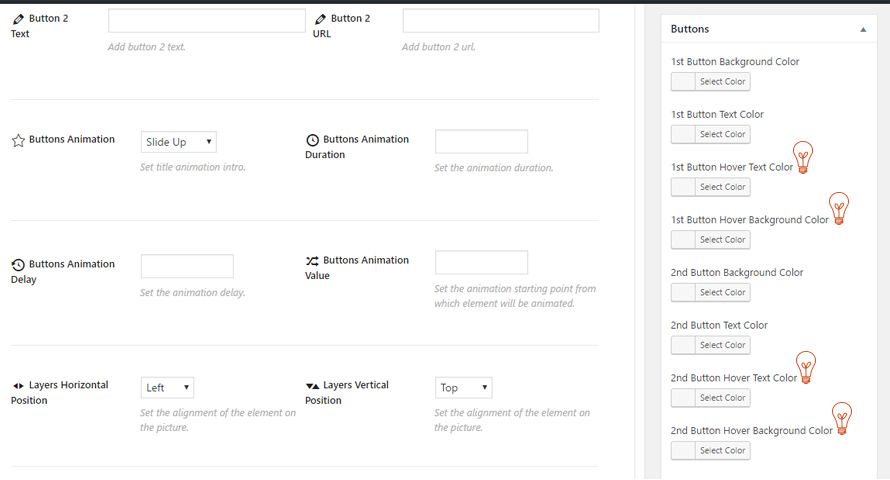 Button 2
Text
Add button 2 text.
Button 2
URL
Add button 2 url.
Buttons Animation
Slide Up
Set title animation intro.
Buttons Animation
Duration
Set the animation duration.
Buttons Animation
Delay
Set the animation delay.
Buttons Animation
Value
Set the animation starting point from
which element will be animated.
Layers Horizontal
Position
Left
Set the alignment of the element on
the picture.
Layers Vertical
Position
Top
Set the alignment of the element on
the picture.
Buttons
1st Button Background Color
Select Color
1st Button Text Color
Select Color
1st Button Hover Text Color
Select Color
1st Button Hover Background Color
Select Color
2nd Button Background Color
Select Color
2nd Button Text Color
Select Color
2nd Button Hover Text Color
Select Color
2nd Button Hover Background Color
Select Color